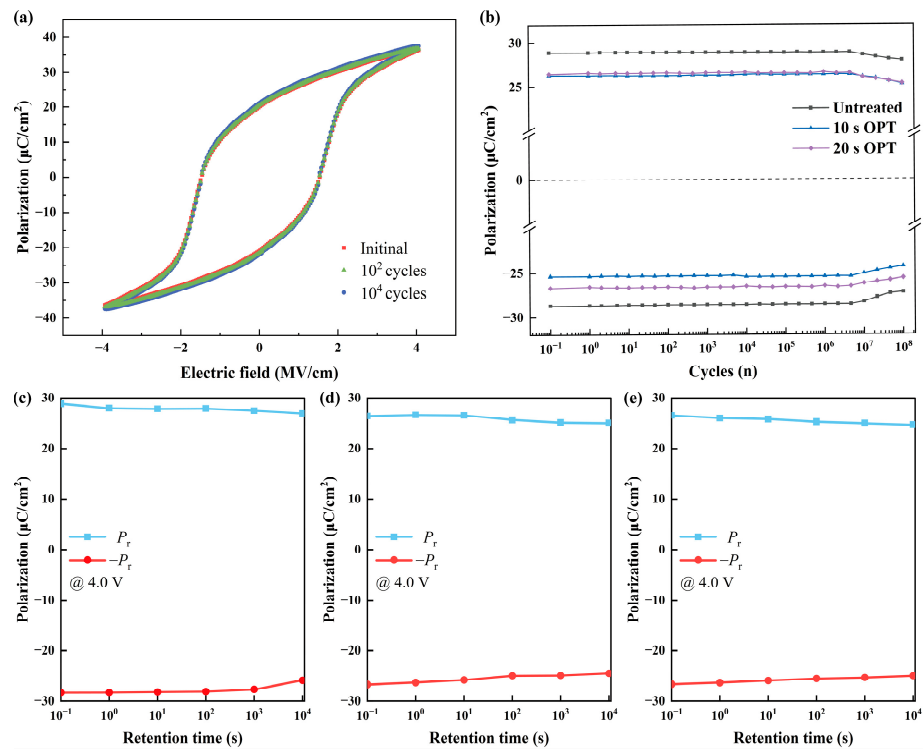 (a)
Polarization (μC/cm²)
40
30
20
10
0
−10
−20
−30
−40
Initinal
10² cycles
10⁴ cycles
−4
−2
0
2
4
Electric field (MV/cm)
(b)
Polarization (μC/cm²)
30
25
0
−25
−30
Untreated
10 s OPT
20 s OPT
10⁻¹
10⁰
10¹
10²
10³
10⁴
10⁵
10⁶
10⁷
10⁸
Cycles (n)
(c)
Polarization (μC/cm²)
30
20
10
0
−10
−20
−30
Pr
−Pr
@ 4.0 V
10⁻¹
10⁰
10¹
10²
10³
10⁴
Retention time (s)
(d)
Polarization (μC/cm²)
30
20
10
0
−10
−20
−30
Pr
−Pr
@ 4.0 V
10⁻¹
10⁰
10¹
10²
10³
10⁴
Retention time (s)
(e)
Polarization (μC/cm²)
30
20
10
0
−10
−20
−30
Pr
−Pr
@ 4.0 V
10⁻¹
10⁰
10¹
10²
10³
10⁴
Retention time (s)